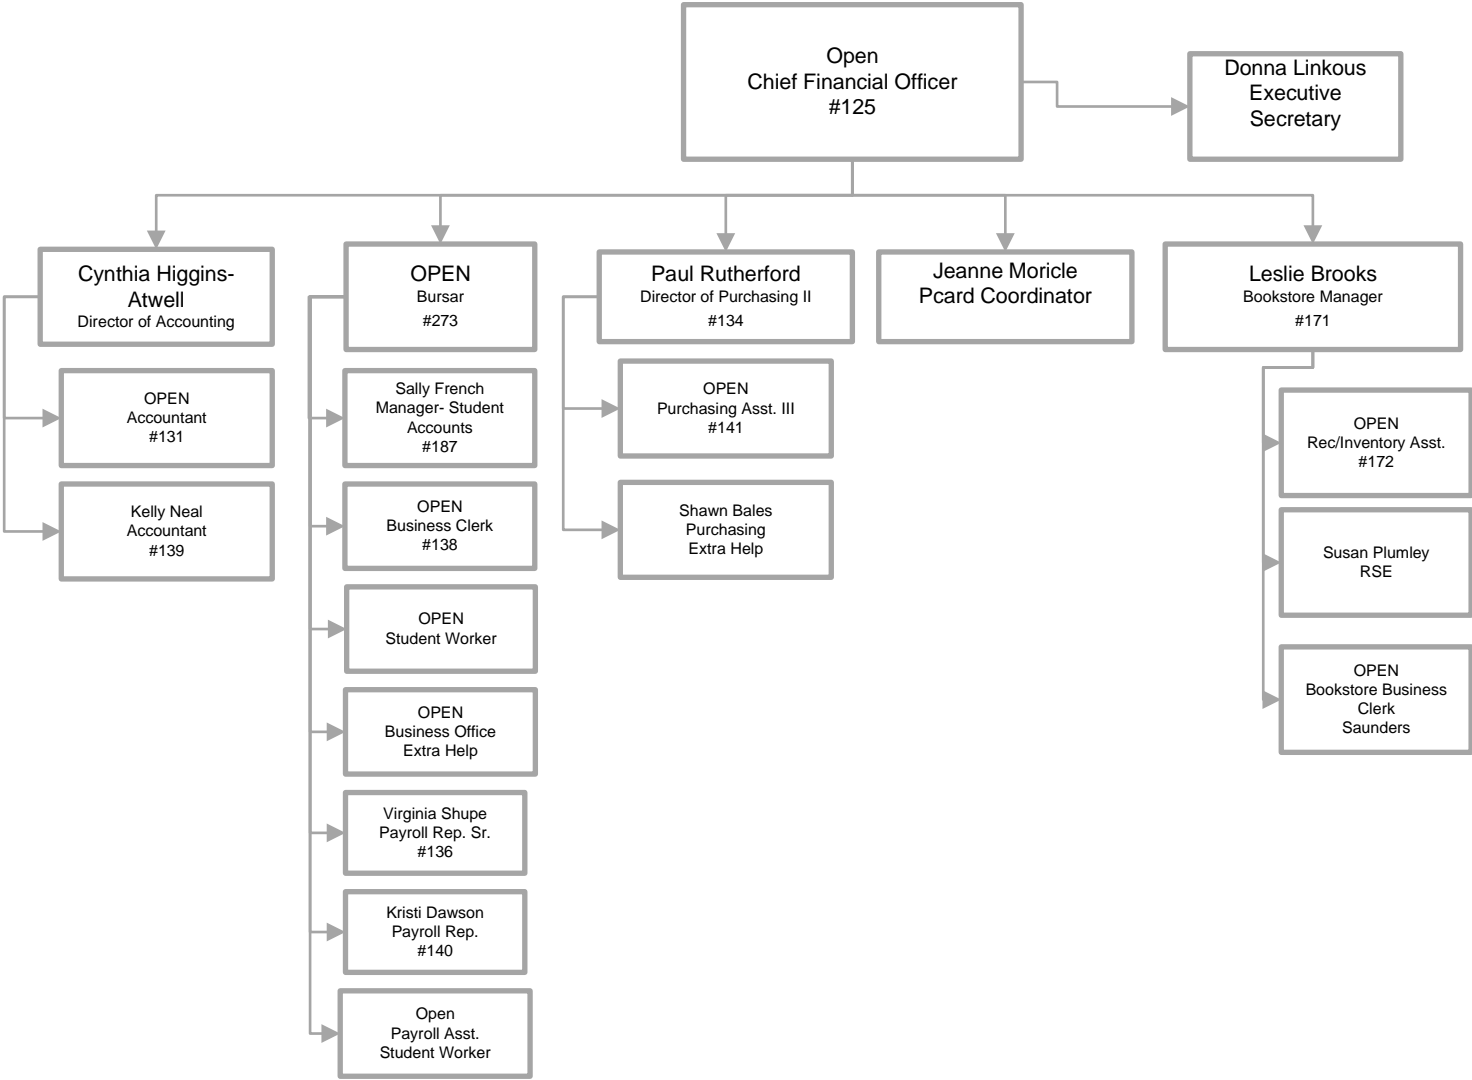 Open
Chief Financial Officer
#125
Donna Linkous
Executive
Secretary
Cynthia Higgins-
Atwell
Director of Accounting
OPEN
Accountant
#131
Kelly Neal
Accountant
#139
OPEN
Bursar
#273
Sally French
Manager- Student
Accounts
#187
OPEN
Business Clerk
#138
OPEN
Student Worker
OPEN
Business Office
Extra Help
Virginia Shupe
Payroll Rep. Sr.
#136
Kristi Dawson
Payroll Rep.
#140
Open
Payroll Asst.
Student Worker
Paul Rutherford
Director of Purchasing II
#134
OPEN
Purchasing Asst. III
#141
Shawn Bales
Purchasing
Extra Help
Jeanne Moricle
Pcard Coordinator
Leslie Brooks
Bookstore Manager
#171
OPEN
Rec/Inventory Asst.
#172
Susan Plumley
RSE
OPEN
Bookstore Business
Clerk
Saunders